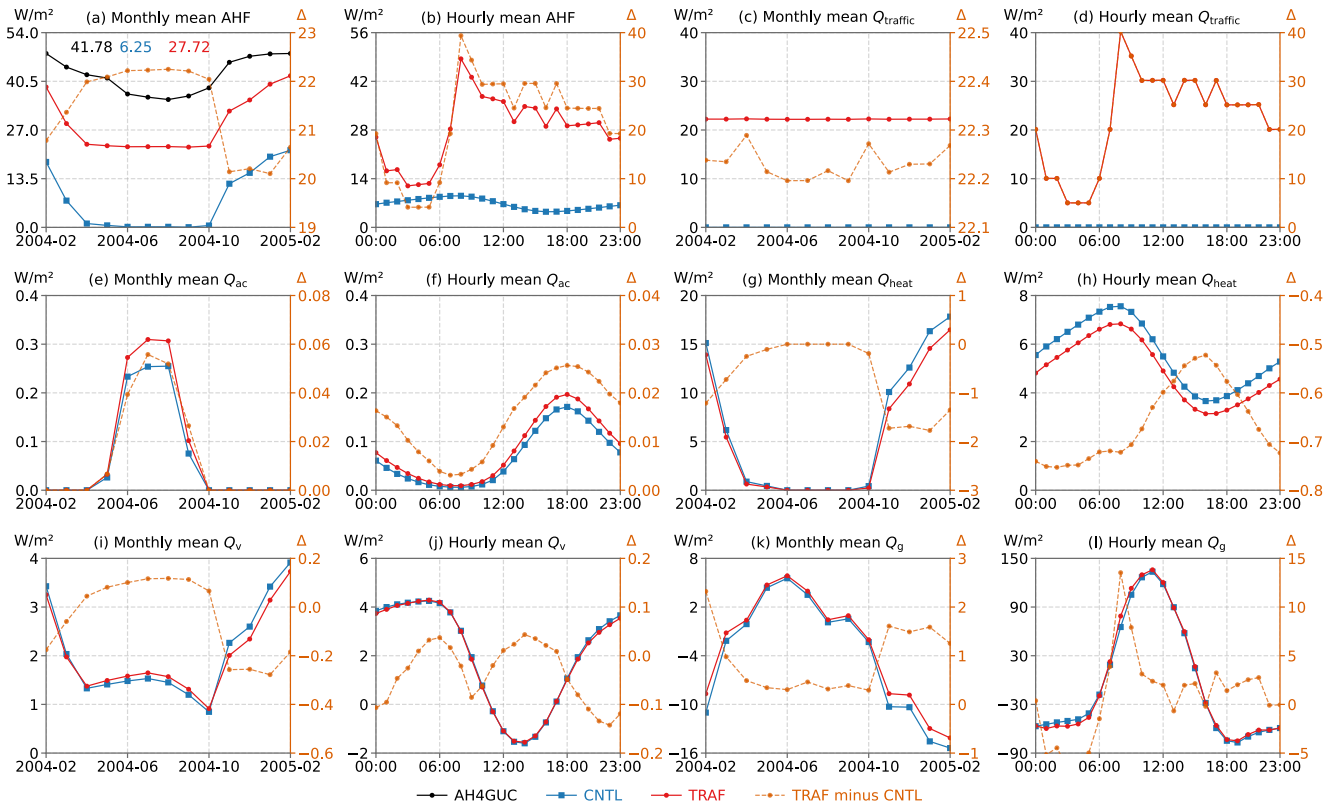 W/m² (a) Monthly mean AHF Δ
54.0 40.5 27.0 13.5 0.0
41.78 6.25 27.72
23 22 21 20 19
2004-02 2004-06 2004-10 2005-02
W/m² (b) Hourly mean AHF Δ
56 42 28 14 0
40 30 20 10 0
00:00 06:00 12:00 18:00 23:00
W/m² (c) Monthly mean Qtraffic Δ
40 30 20 10 0
22.5 22.4 22.3 22.2 22.1
2004-02 2004-06 2004-10 2005-02
W/m² (d) Hourly mean Qtraffic Δ
40 30 20 10 0
40 30 20 10 0
00:00 06:00 12:00 18:00 23:00
W/m² (e) Monthly mean Qac Δ
0.4 0.3 0.2 0.1 0.0
0.08 0.06 0.04 0.02 0.00
2004-02 2004-06 2004-10 2005-02
W/m² (f) Hourly mean Qac Δ
0.4 0.3 0.2 0.1 0.0
0.04 0.03 0.02 0.01 0.00
00:00 06:00 12:00 18:00 23:00
W/m² (g) Monthly mean Qheat Δ
20 15 10 5 0
1 0 −1 −2 −3
2004-02 2004-06 2004-10 2005-02
W/m² (h) Hourly mean Qheat Δ
8 6 4 2 0
−0.4 −0.5 −0.6 −0.7 −0.8
00:00 06:00 12:00 18:00 23:00
W/m² (i) Monthly mean Qv Δ
4 3 2 1 0
0.2 0.0 −0.2 −0.4 −0.6
2004-02 2004-06 2004-10 2005-02
W/m² (j) Hourly mean Qv Δ
6 4 2 0 −2
0.2 0.1 0.0 −0.1 −0.2
00:00 06:00 12:00 18:00 23:00
W/m² (k) Monthly mean Qg Δ
8 2 −4 −10 −16
3 2 1 0 −1
2004-02 2004-06 2004-10 2005-02
W/m² (l) Hourly mean Qg Δ
150 90 30 −30 −90
15 10 5 0 −5
00:00 06:00 12:00 18:00 23:00
AH4GUC CNTL TRAF TRAF minus CNTL